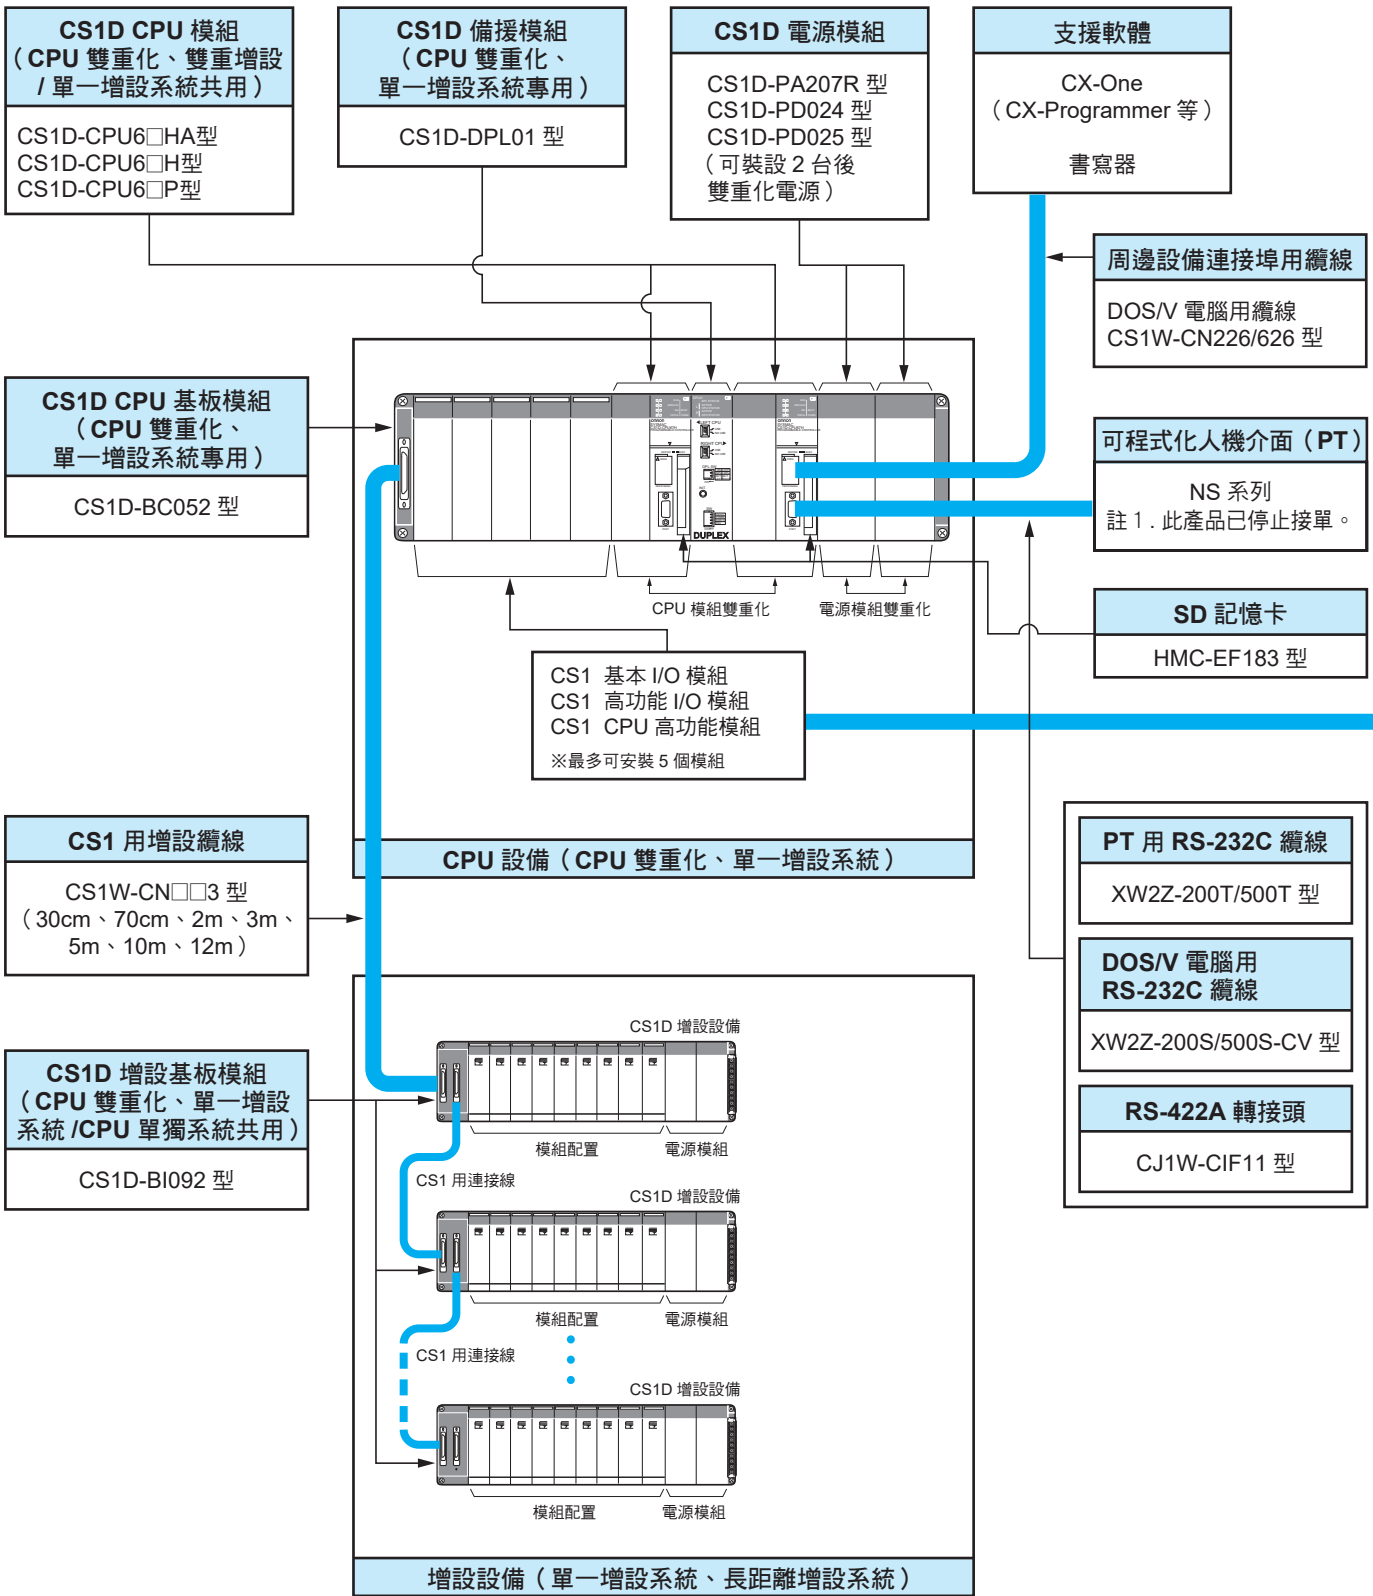 CS1D CPU 模組
（CPU 雙重化、雙重增設
/ 單一增設系統共用）
CS1D-CPU6□HA型
CS1D-CPU6□H型
CS1D-CPU6□P型
CS1D 備援模組
（CPU 雙重化、
單一增設系統專用）
CS1D-DPL01 型
CS1D 電源模組
CS1D-PA207R 型
CS1D-PD024 型
CS1D-PD025 型
（可裝設 2 台後
雙重化電源）
支援軟體
CX-One
（CX-Programmer 等）
書寫器
周邊設備連接埠用纜線
DOS/V 電腦用纜線
CS1W-CN226/626 型
CS1D CPU 基板模組
（CPU 雙重化、
單一增設系統專用）
CS1D-BC052 型
可程式化人機介面（PT）
NS 系列
註 1 . 此產品已停止接單。
LEFT CPU
RIGHT CPU
DUPLEX
CPU 模組雙重化
電源模組雙重化
SD 記憶卡
HMC-EF183 型
CS1 基本 I/O 模組
CS1 高功能 I/O 模組
CS1 CPU 高功能模組
※最多可安裝 5 個模組
CPU 設備（CPU 雙重化、單一增設系統）
CS1 用增設纜線
CS1W-CN□□3 型
（30cm、70cm、2m、3m、
5m、10m、12m）
PT 用 RS-232C 纜線
XW2Z-200T/500T 型
DOS/V 電腦用
RS-232C 纜線
XW2Z-200S/500S-CV 型
RS-422A 轉接頭
CJ1W-CIF11 型
CS1D 增設基板模組
（CPU 雙重化、單一增設
系統 /CPU 單獨系統共用）
CS1D-BI092 型
CS1D 增設設備
模組配置
電源模組
CS1 用連接線
CS1D 增設設備
模組配置
電源模組
CS1 用連接線
CS1D 增設設備
模組配置
電源模組
增設設備（單一增設系統、長距離增設系統）